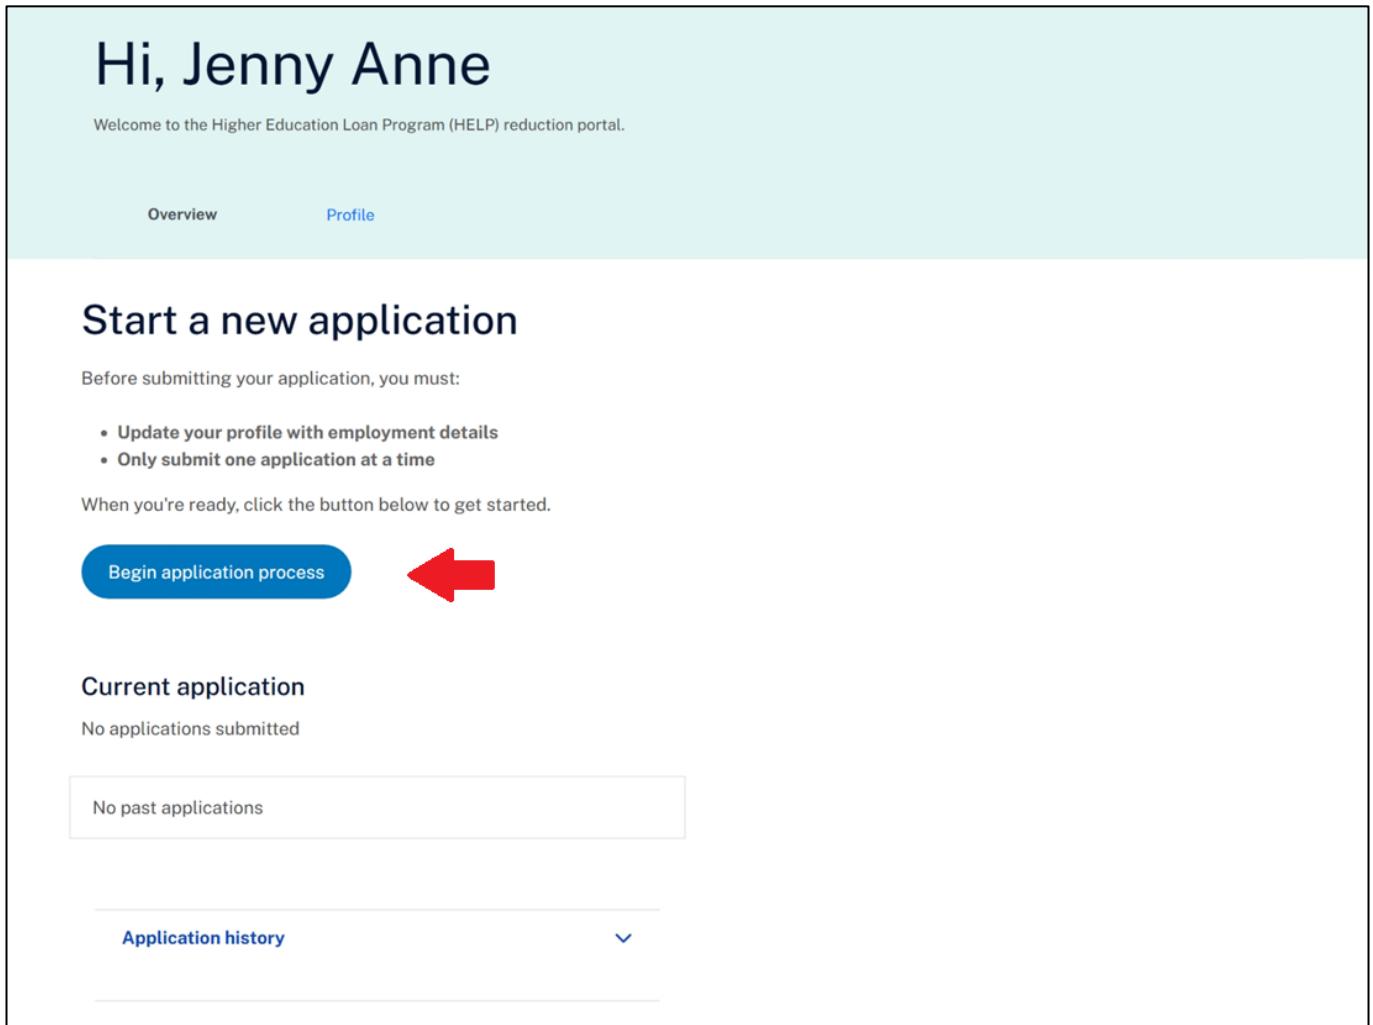 Hi, Jenny Anne
Welcome to the Higher Education Loan Program (HELP) reduction portal.
Overview
Profile
Start a new application
Before submitting your application, you must:
• Update your profile with employment details
• Only submit one application at a time
When you're ready, click the button below to get started.
Begin application process
Current application
No applications submitted
No past applications
Application history